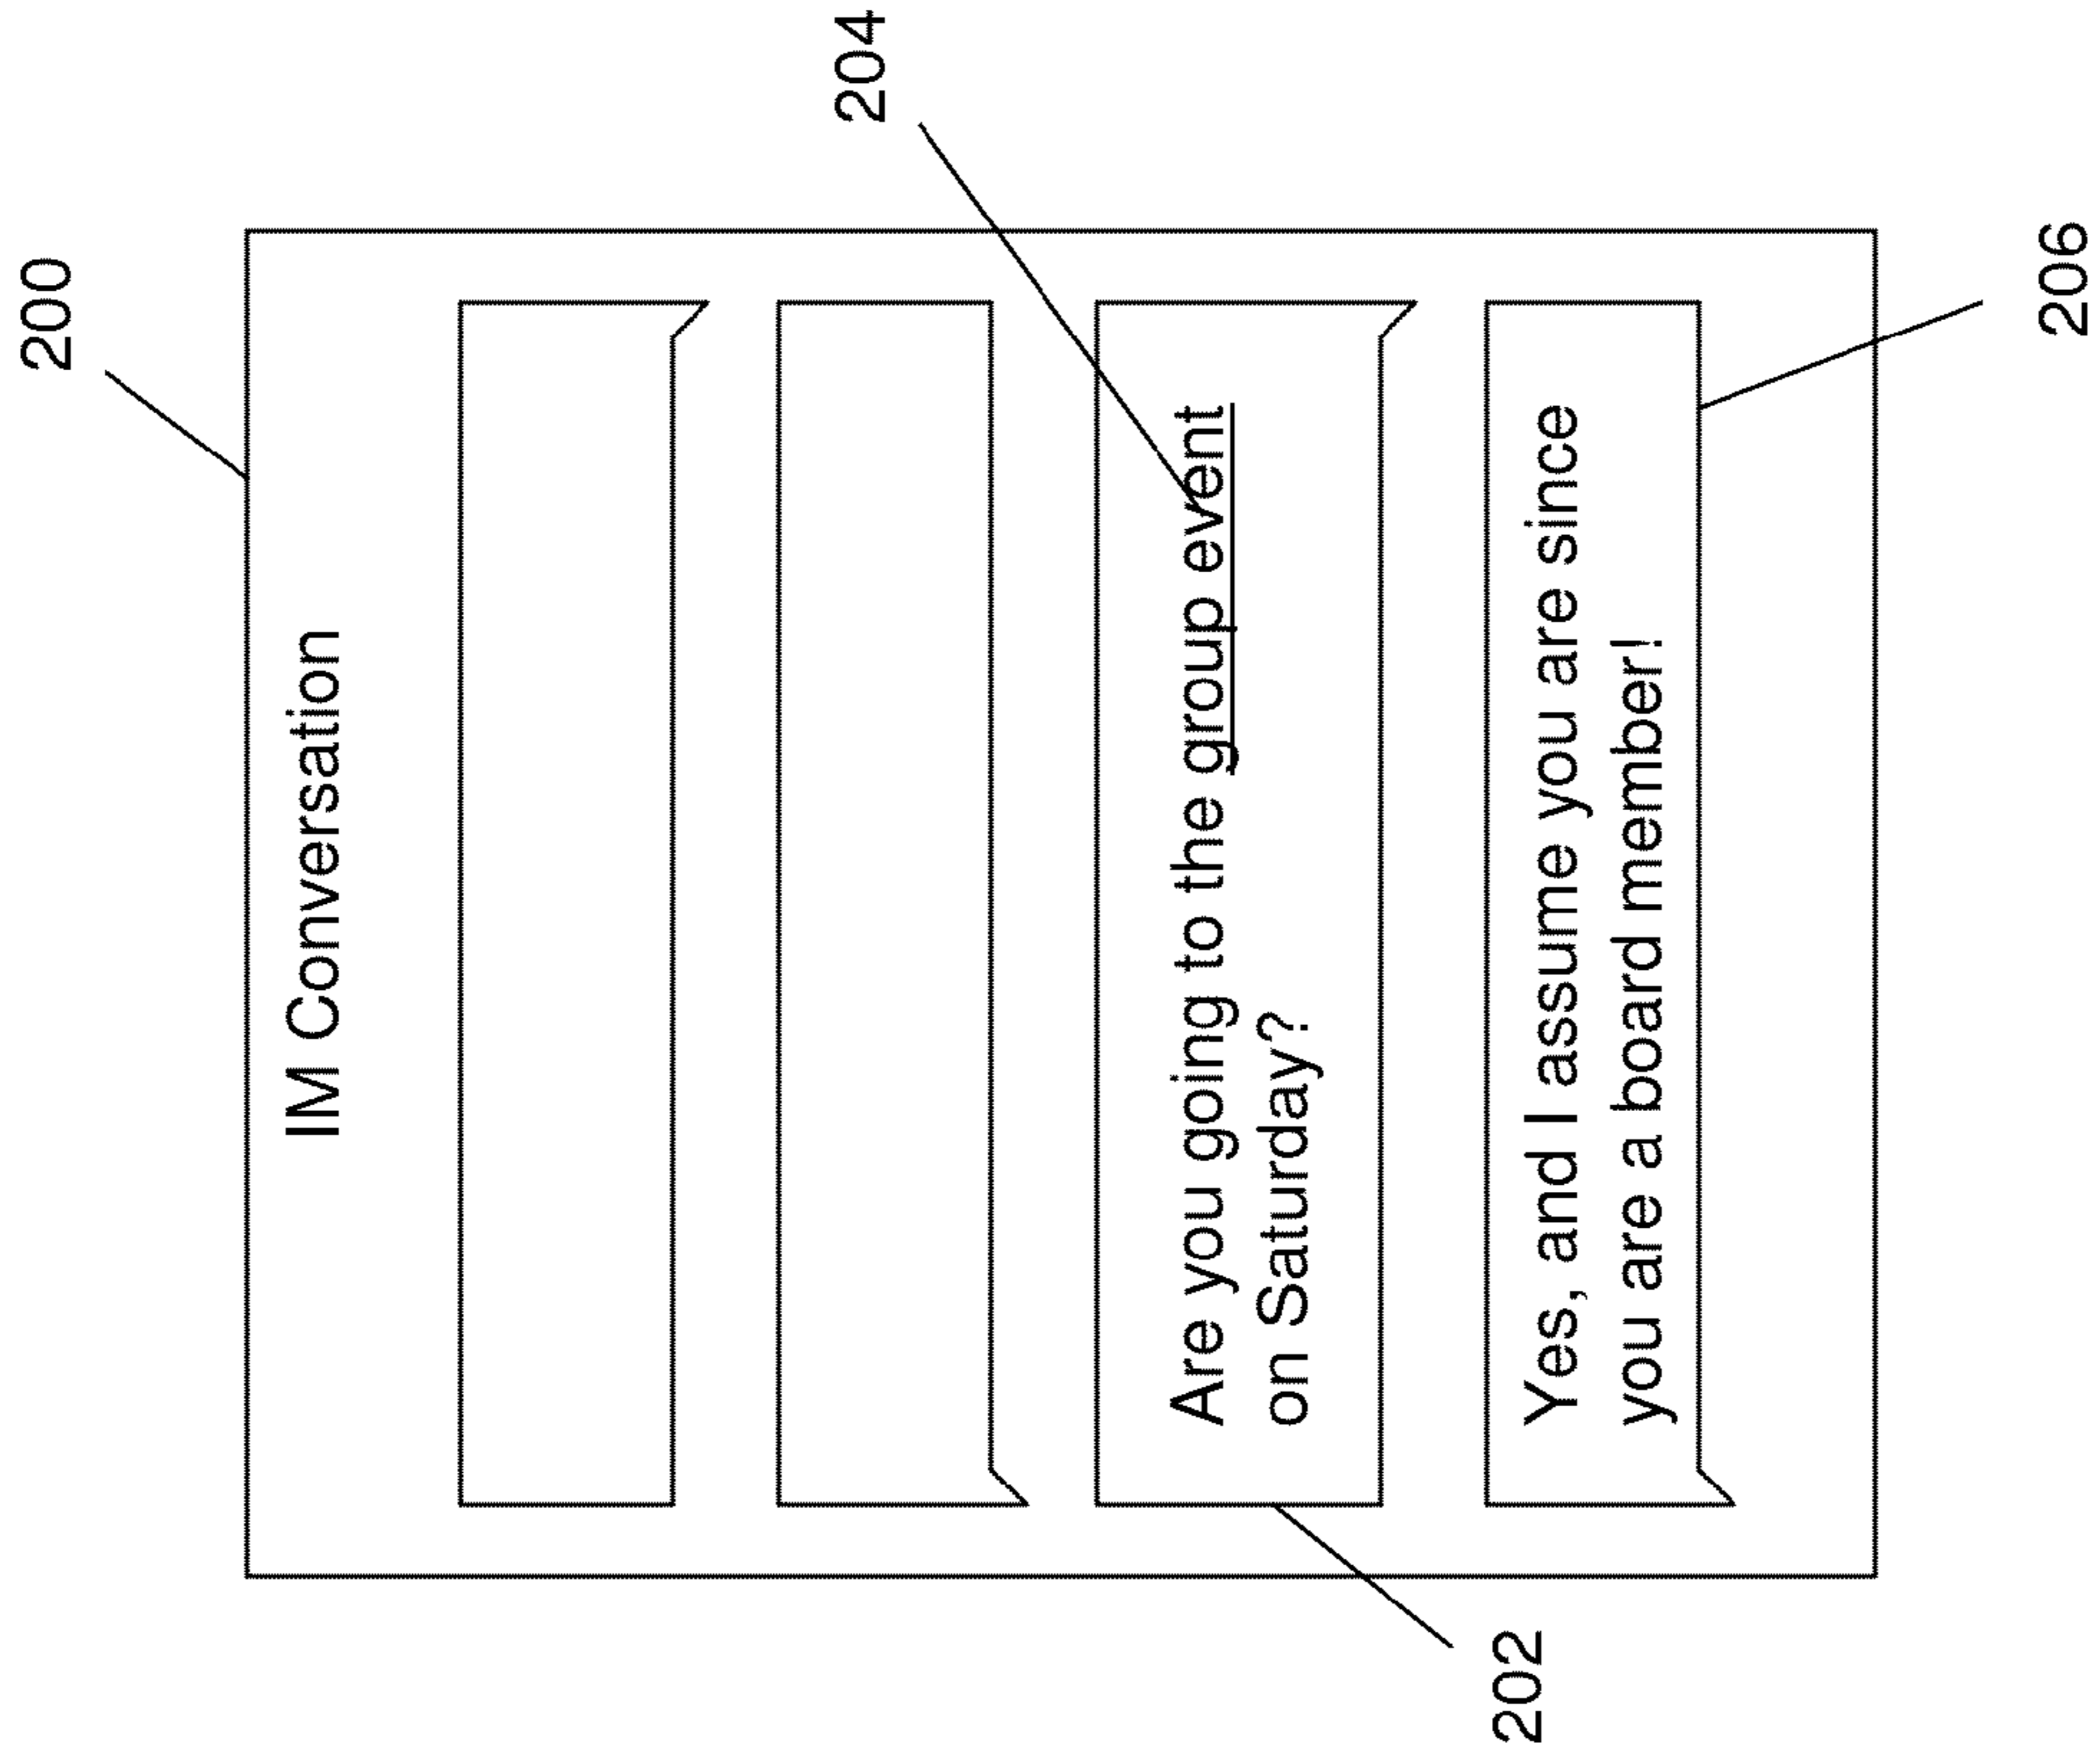 200
IM Conversation
204
Are you going to the group event
on Saturday?
202
Yes, and I assume you are since
you are a board member!
206